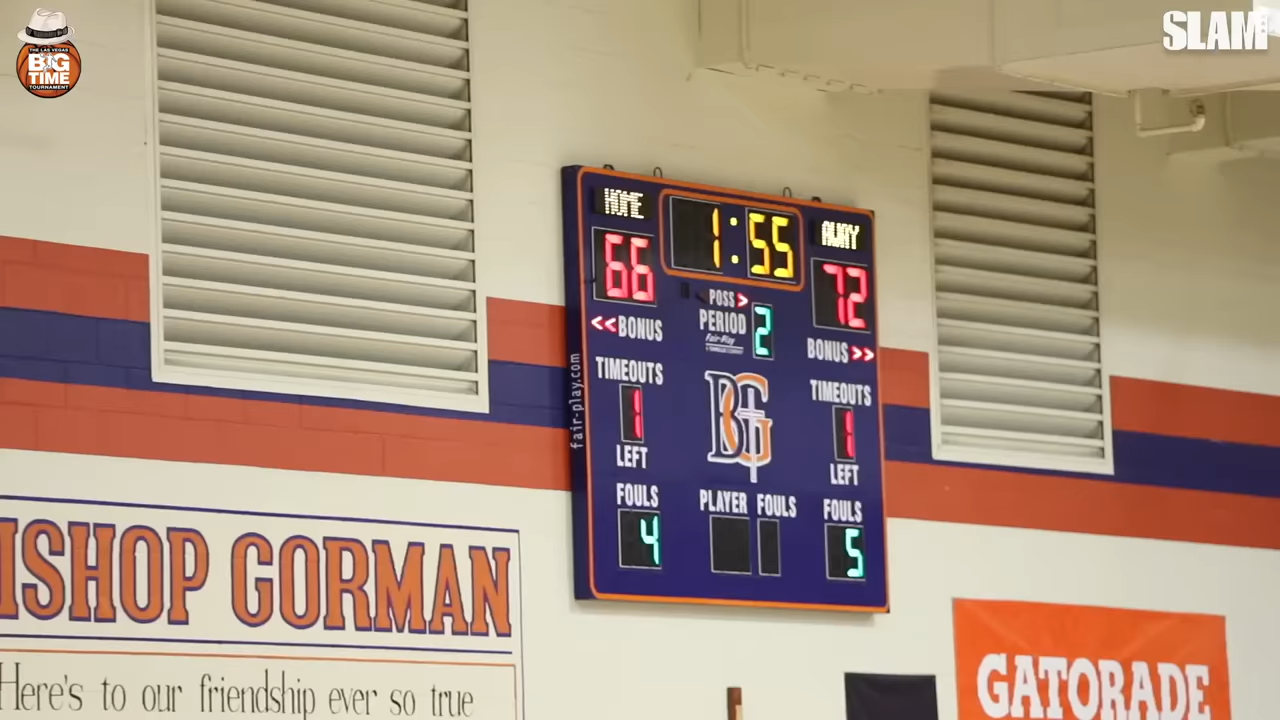 THE LAS VEGAS
BIG
TIME
TOURNAMENT
SLAM
HOME
1:55
AWAY
66
72
POSS >
PERIOD 2
Fair-Play
<< BONUS
BONUS >>
TIMEOUTS
1
LEFT
TIMEOUTS
1
LEFT
BG
fair-play.com
FOULS
4
PLAYER FOULS
FOULS
5
ISHOP GORMAN
Here's to our friendship ever so true
GATORADE